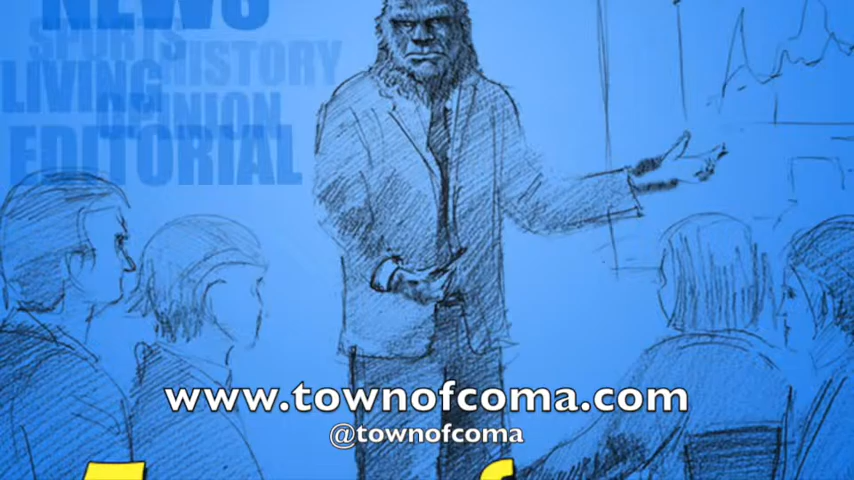 NEWS
SPORTS
HISTORY
LIVING
OPINION
EDITORIAL
www.townofcoma.com
@townofcoma